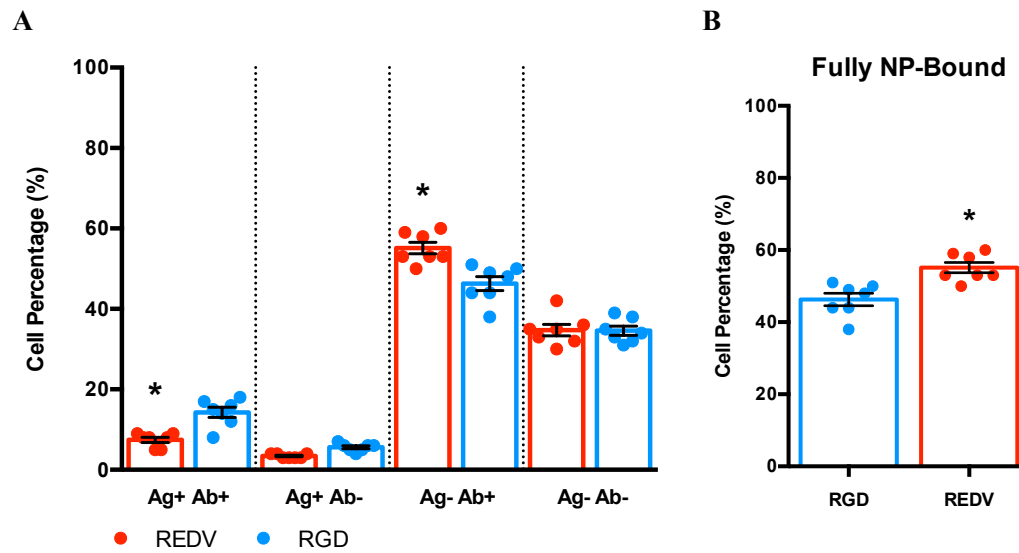 A
Cell Percentage (%)
100
80
60
40
20
0
*
*
Ag+ Ab+
Ag+ Ab-
Ag- Ab+
Ag- Ab-
REDV
RGD
B
Fully NP-Bound
Cell Percentage (%)
100
80
60
40
20
0
*
RGD
REDV